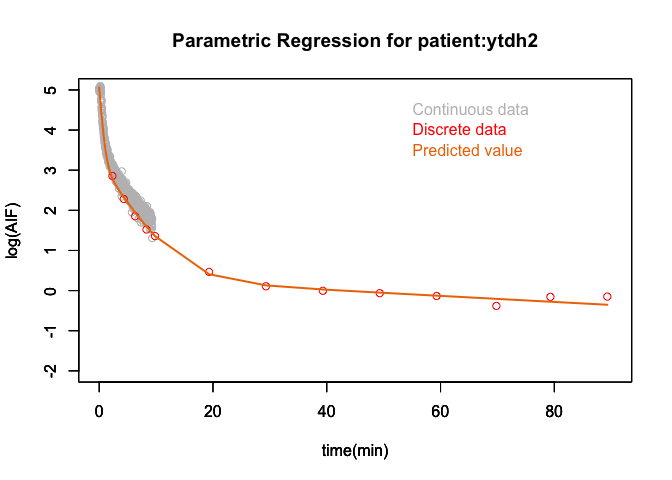 Parametric Regression for patient:ytdh2
Continuous data
Discrete data
Predicted value
log(AIF)
5
4
3
2
1
0
-1
-2
0 20 40 60 80
time(min)